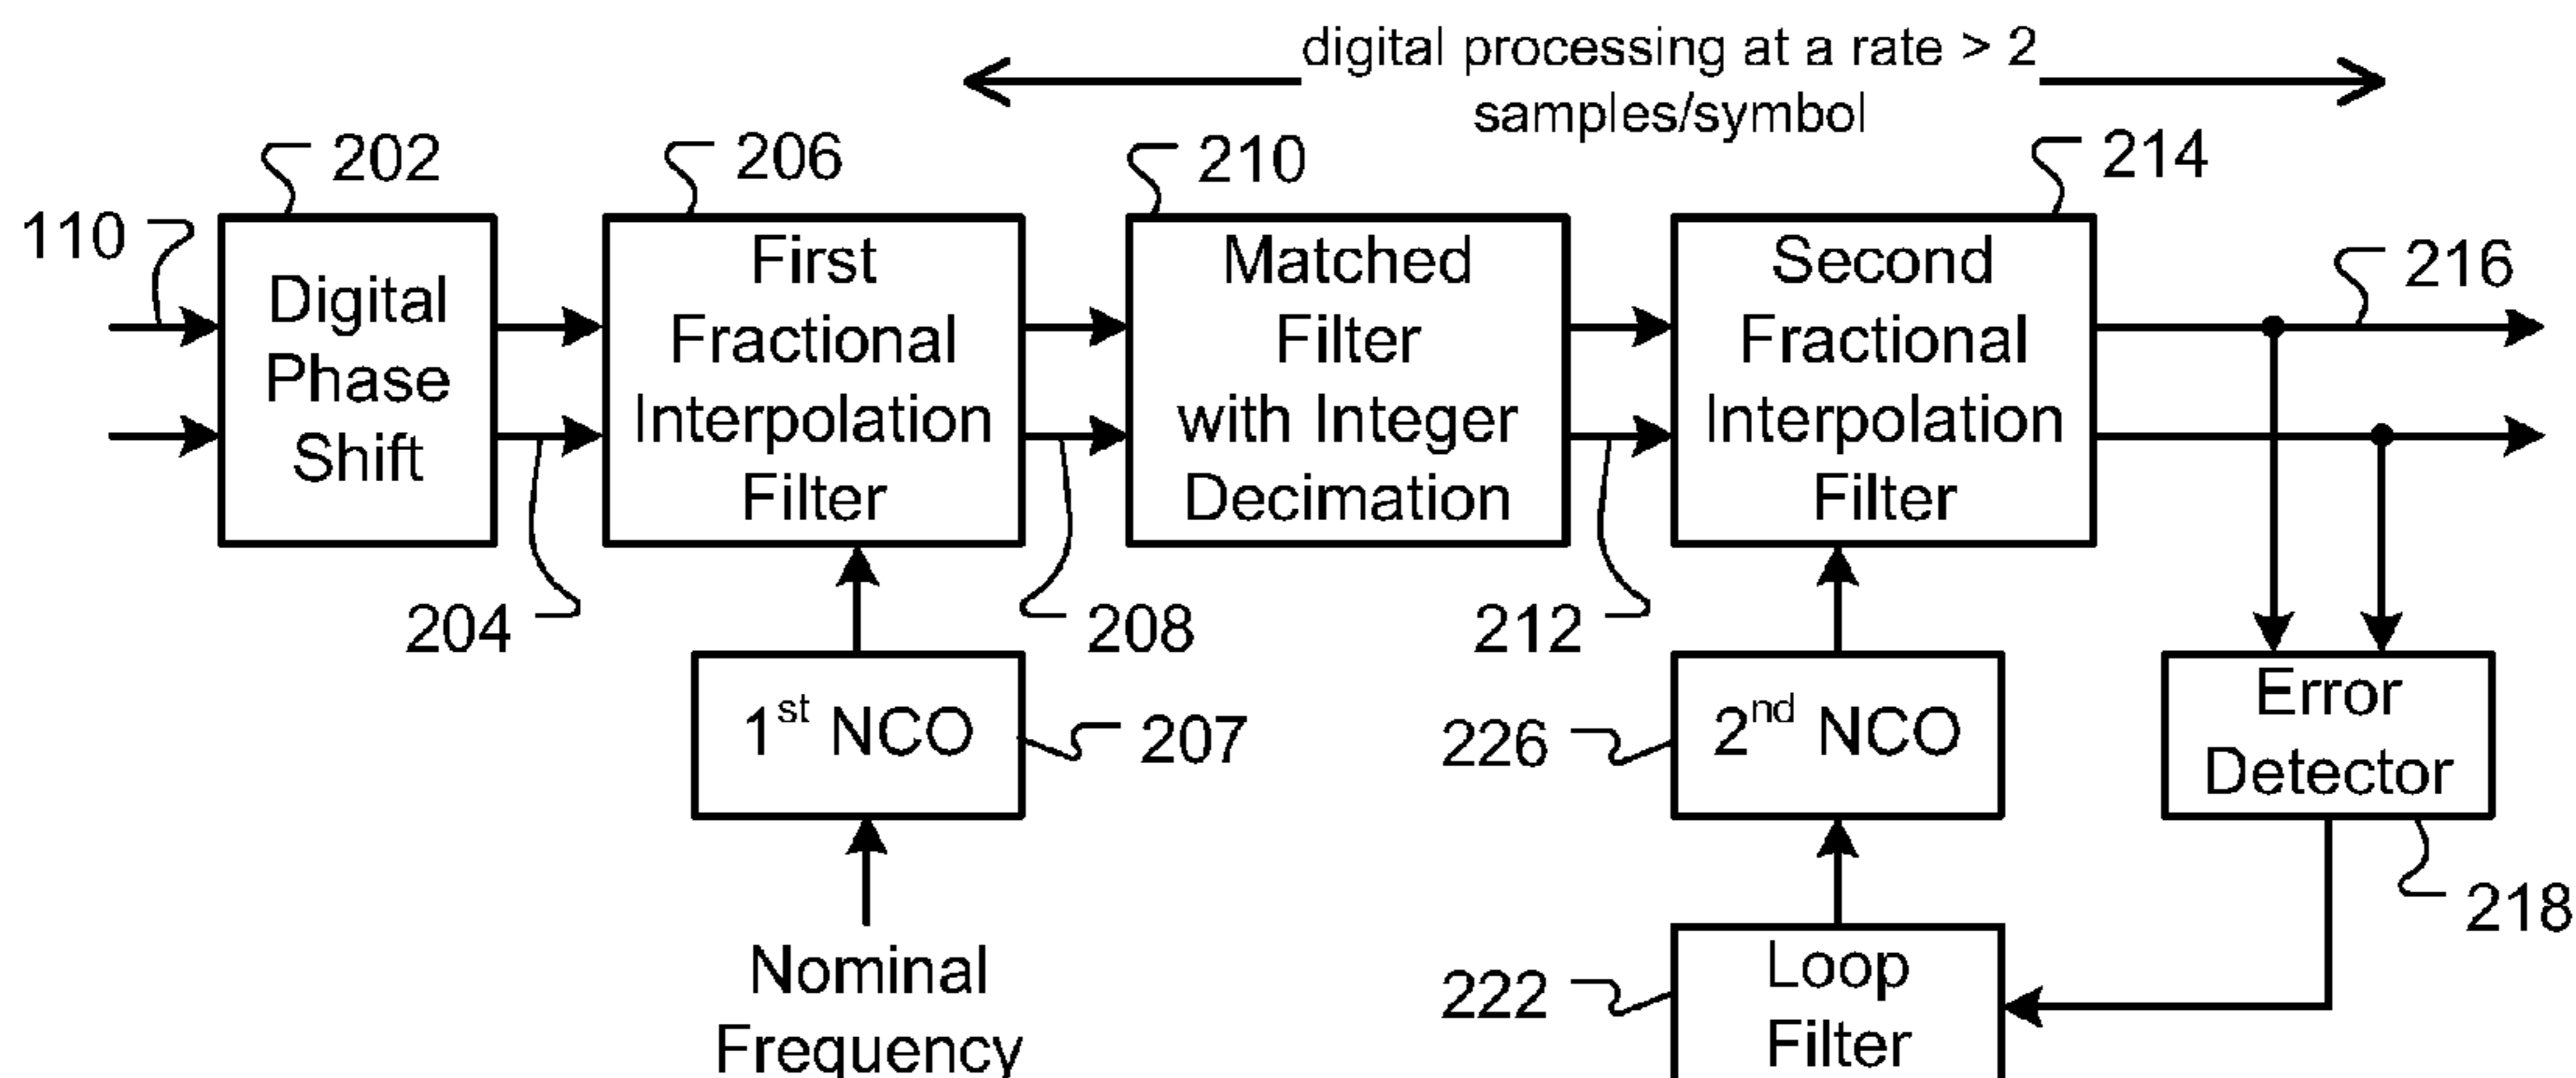 digital processing at a rate > 2
samples/symbol
202
206
210
214
110
216
Digital
Phase
Shift
First
Fractional
Interpolation
Filter
Matched
Filter
with Integer
Decimation
Second
Fractional
Interpolation
Filter
204
208
212
1st NCO
207
226
2nd NCO
Error
Detector
218
Nominal
Frequency
222
Loop
Filter